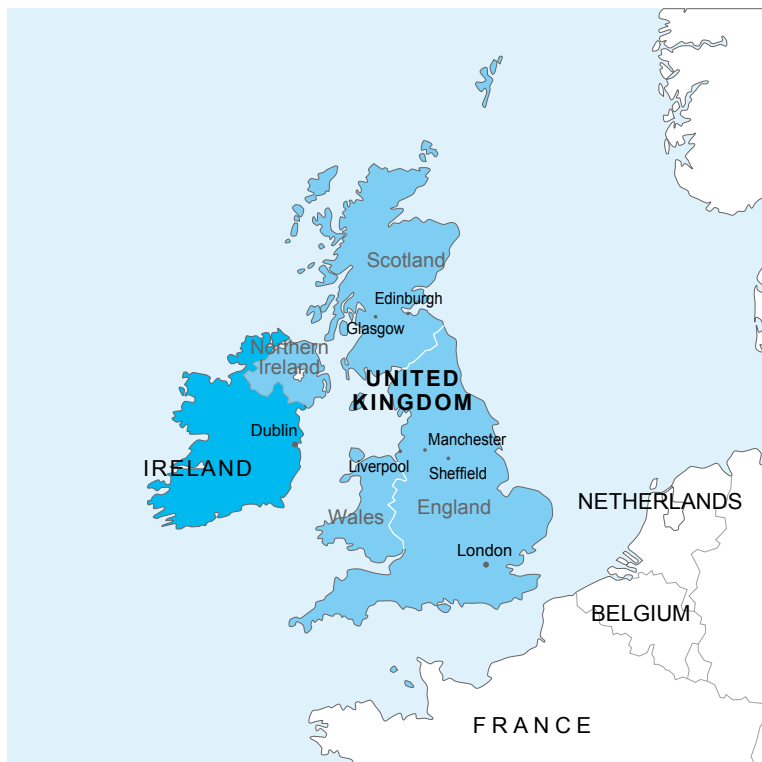 Scotland
Edinburgh
Glasgow
Northern
Ireland
UNITED
KINGDOM
Dublin
Manchester
IRELAND
Liverpool
Sheffield
NETHERLANDS
Wales
England
London
BELGIUM
FRANCE